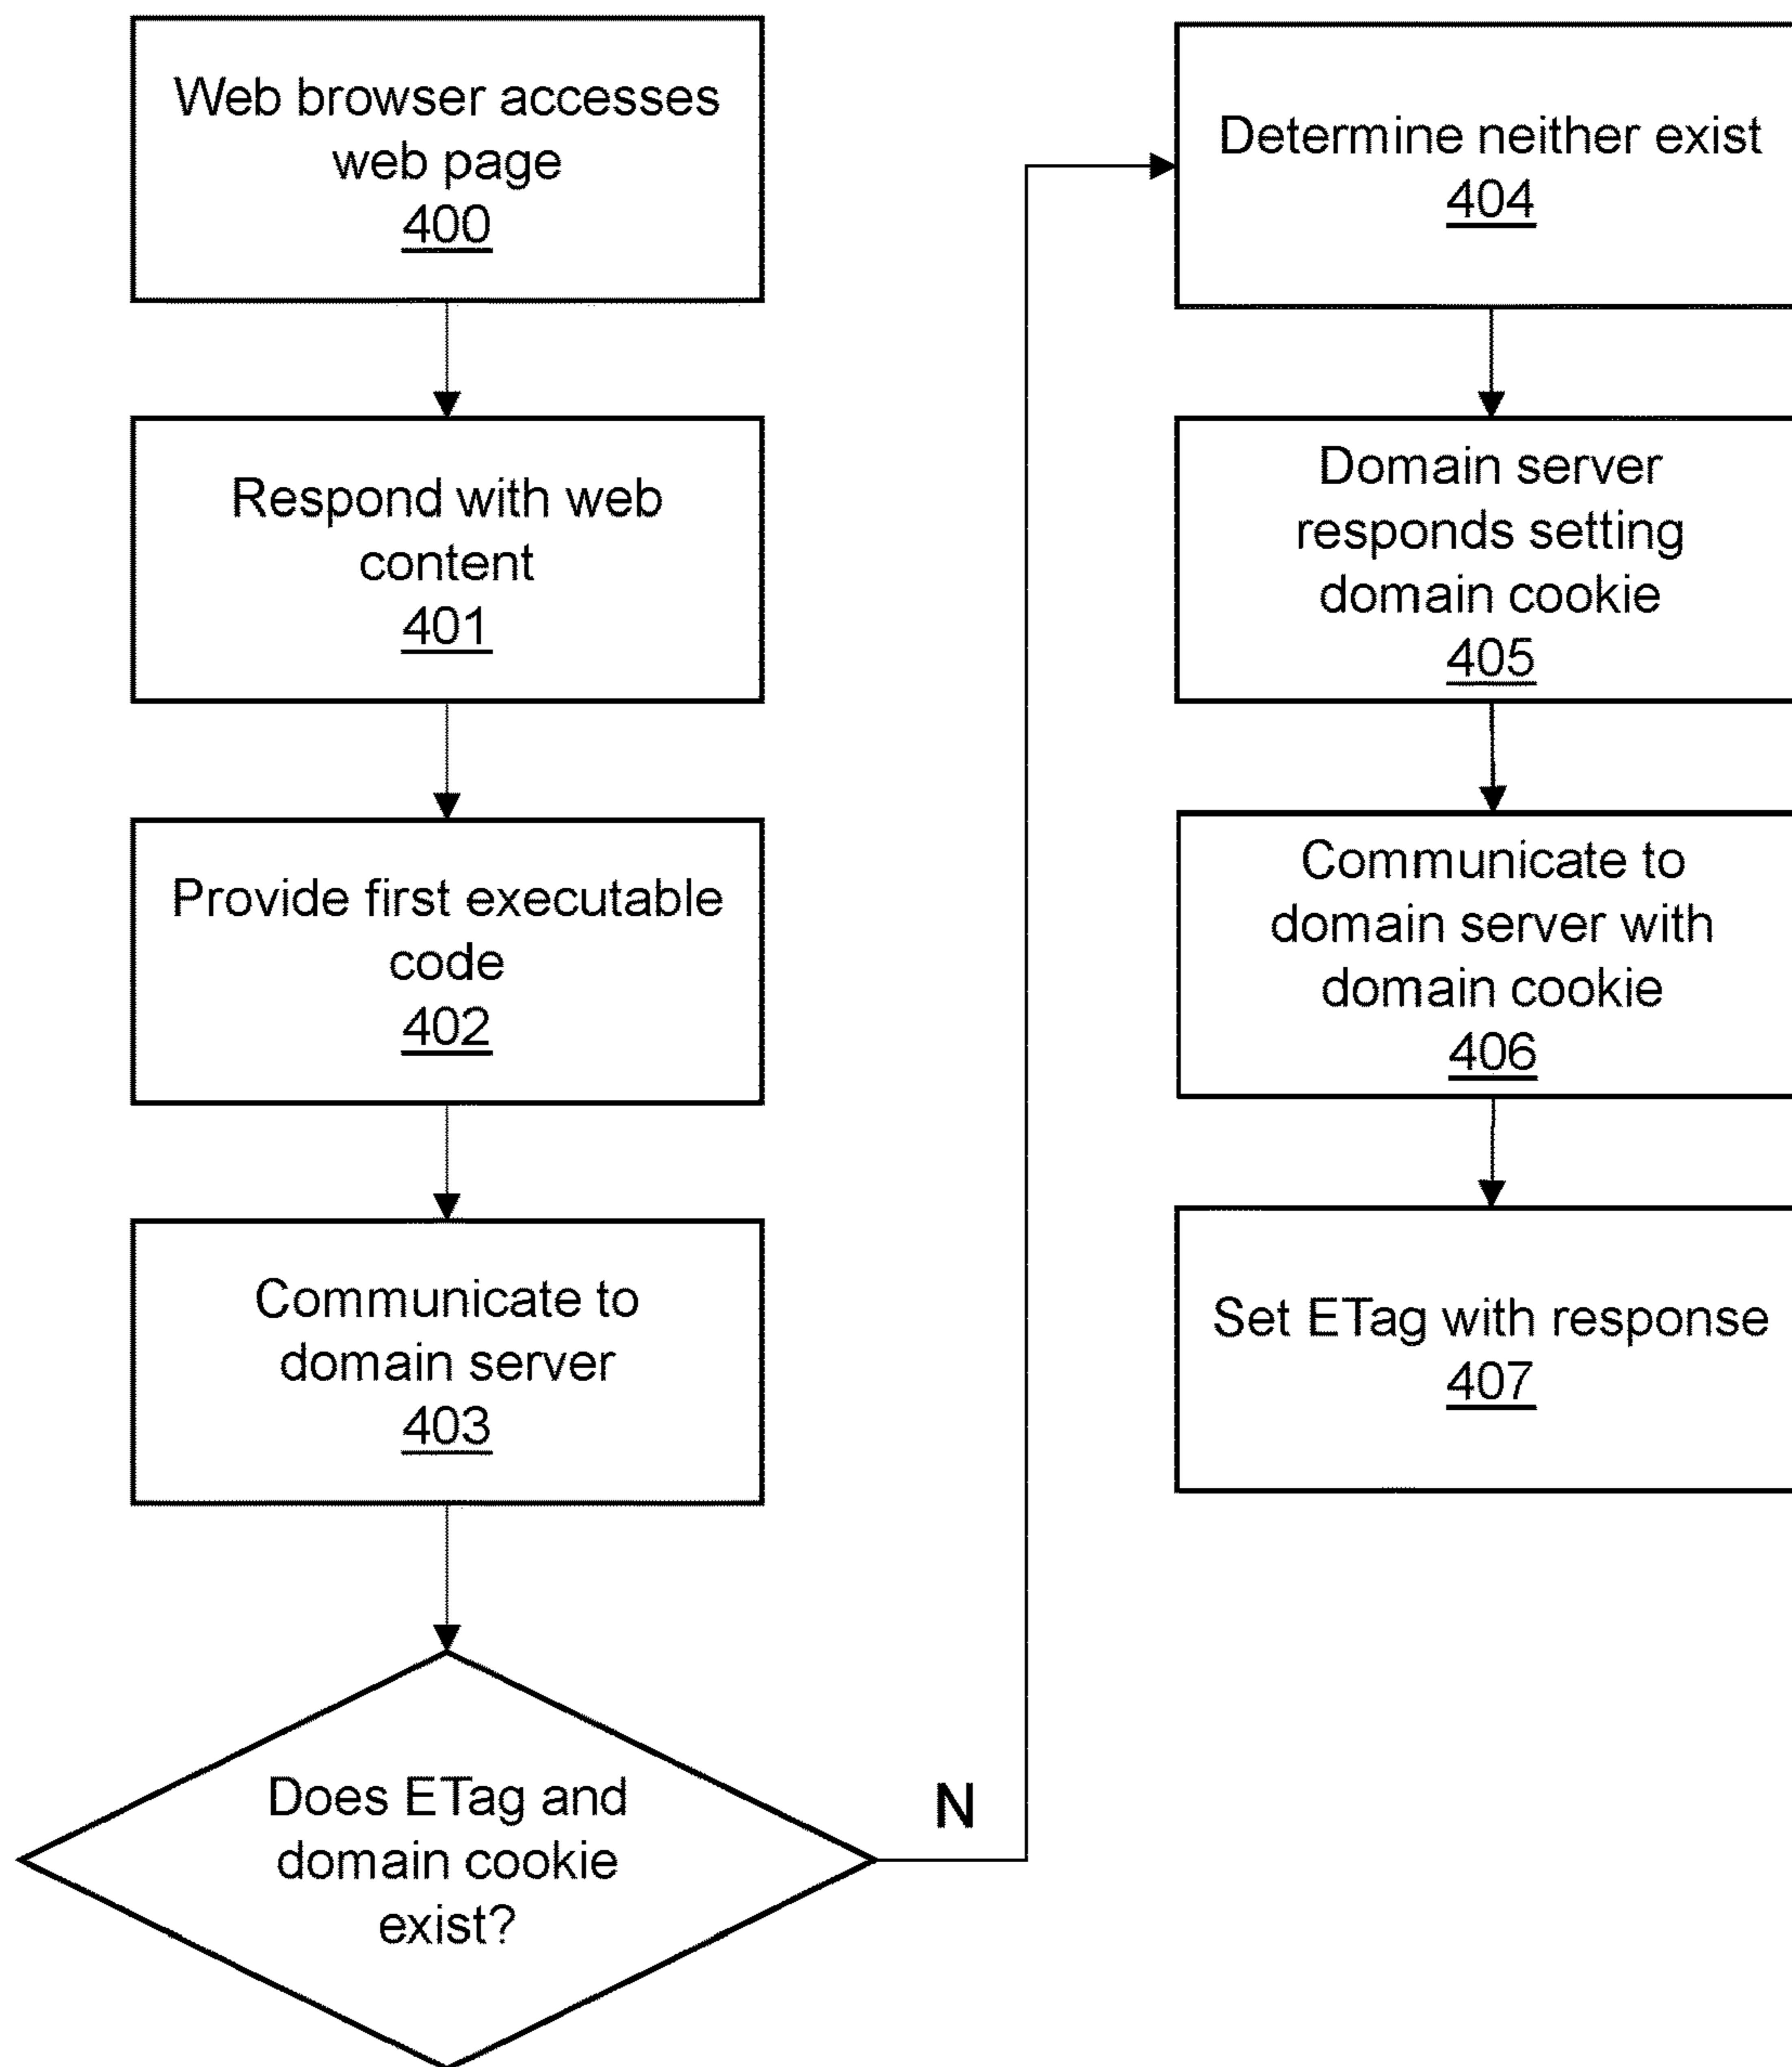 Web browser accesses
web page
400
Respond with web
content
401
Provide first executable
code
402
Communicate to
domain server
403
Does ETag and
domain cookie
exist?
N
Determine neither exist
404
Domain server
responds setting
domain cookie
405
Communicate to
domain server with
domain cookie
406
Set ETag with response
407